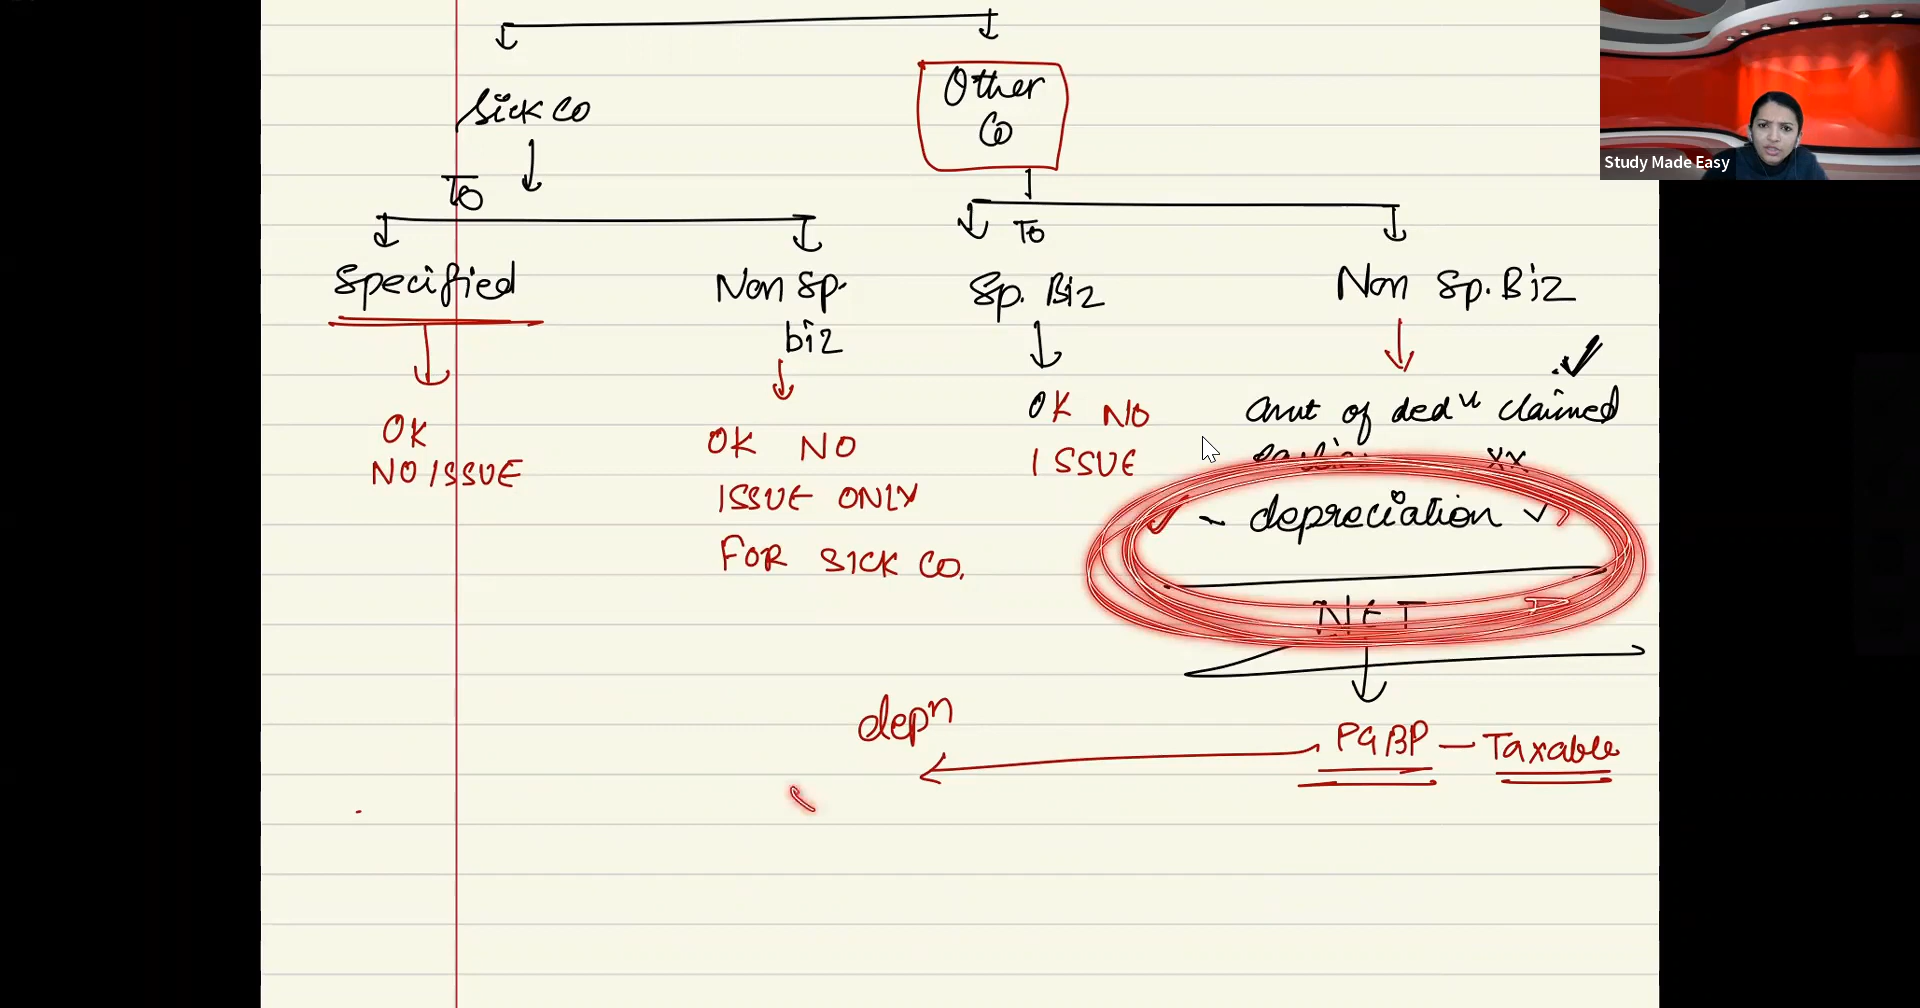 Sick Co
Other
Co
Study Made Easy
TO
TO
Specified
Non Sp.
biz
Sp. Biz
Non Sp. Biz
OK
NO ISSUE
OK NO
ISSUE ONLY
FOR SICK CO.
OK NO
ISSUE
Amt of dedn claimed
xx
- depreciation
NET
PGBP - Taxable
depn